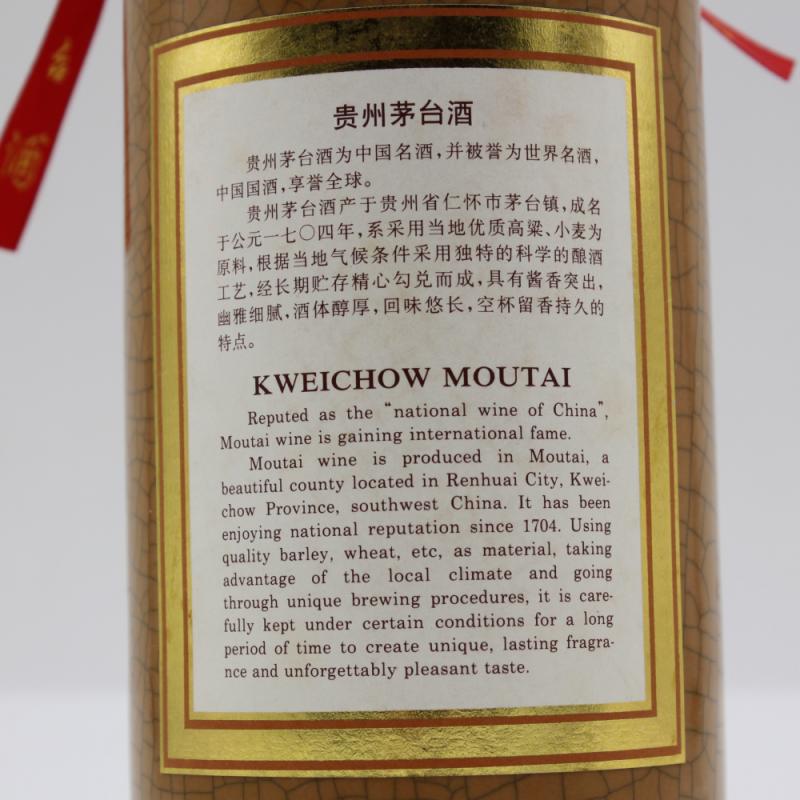 贵州茅台酒
贵州茅台酒为中国名酒,并被誉为世界名酒,
中国国酒,享誉全球。
贵州茅台酒产于贵州省仁怀市茅台镇,成名
于公元一七〇四年,系采用当地优质高粱、小麦为
原料,根据当地气候条件采用独特的科学的酿酒
工艺,经长期贮存精心勾兑而成,具有酱香突出,
幽雅细腻,酒体醇厚,回味悠长,空杯留香持久的
特点。
KWEICHOW MOUTAI
Reputed as the "national wine of China",
Moutai wine is gaining international fame.
Moutai wine is produced in Moutai, a
beautiful county located in Renhuai City, Kwei-
chow Province, southwest China. It has been
enjoying national reputation since 1704. Using
quality barley, wheat, etc, as material, taking
advantage of the local climate and going
through unique brewing procedures, it is care-
fully kept under certain conditions for a long
period of time to create unique, lasting fragra-
nce and unforgettably pleasant taste.